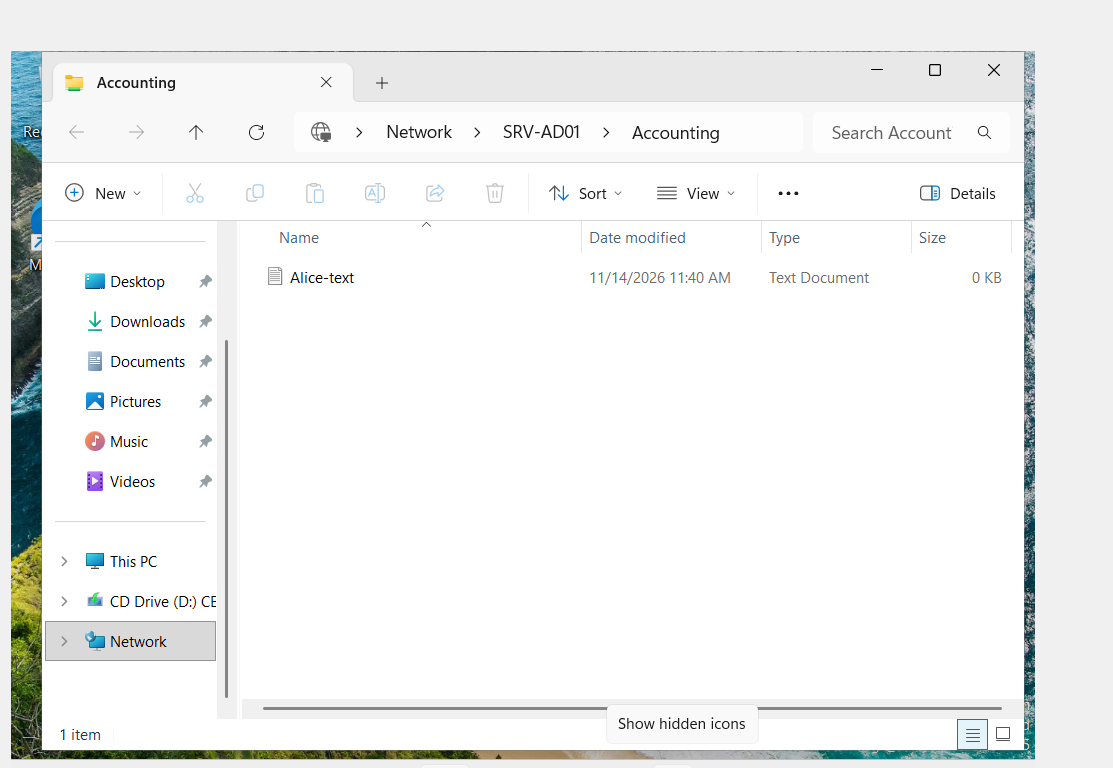 Accounting
Network
SRV-AD01
Accounting
Search Account
New
Sort
View
Details
Name
Date modified
Type
Size
Alice-text
11/14/2026 11:40 AM
Text Document
0 KB
Desktop
Downloads
Documents
Pictures
Music
Videos
This PC
CD Drive (D:) CE
Network
Show hidden icons
1 item